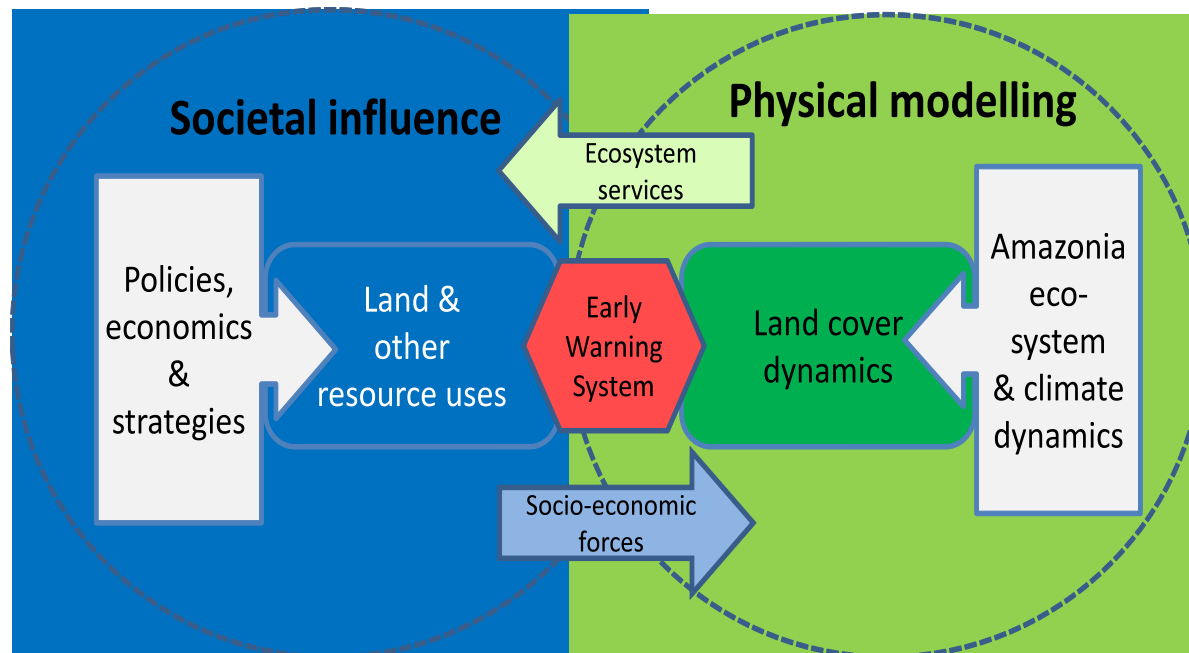 Societal influence
Physical modelling
Ecosystem
services
Policies,
economics
&
strategies
Land &
other
resource uses
Early
Warning
System
Land cover
dynamics
Amazonia
eco-
system
& climate
dynamics
Socio-economic
forces